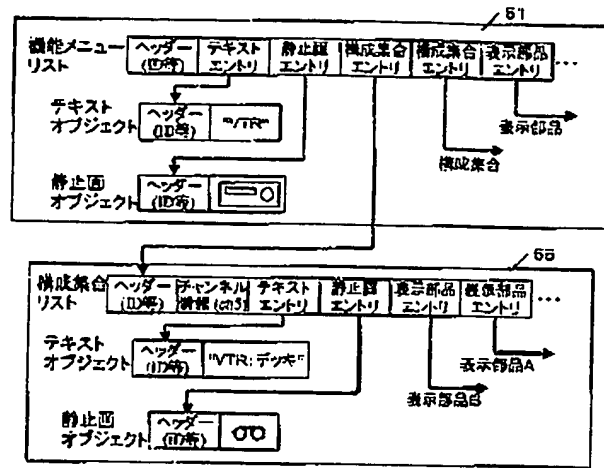 61
機能メニュー
リスト
ヘッダー
(ID等)
テキスト
エントリ
静止画
エントリ
構成集合
エントリ
構成集合
エントリ
表示部品
エントリ
…
テキスト
オブジェクト
ヘッダー
(ID等)
"VTR"
表示部品
構成集合
静止画
オブジェクト
ヘッダー
(ID等)
構成集合
リスト
ヘッダー
(ID等)
チャンネル
情報(ch5)
テキスト
エントリ
静止画
エントリ
表示部品
エントリ
表示部品
エントリ
…
テキスト
オブジェクト
ヘッダー
(ID等)
"VTR:デッキ"
表示部品A
表示部品B
静止画
オブジェクト
ヘッダー
(ID等)